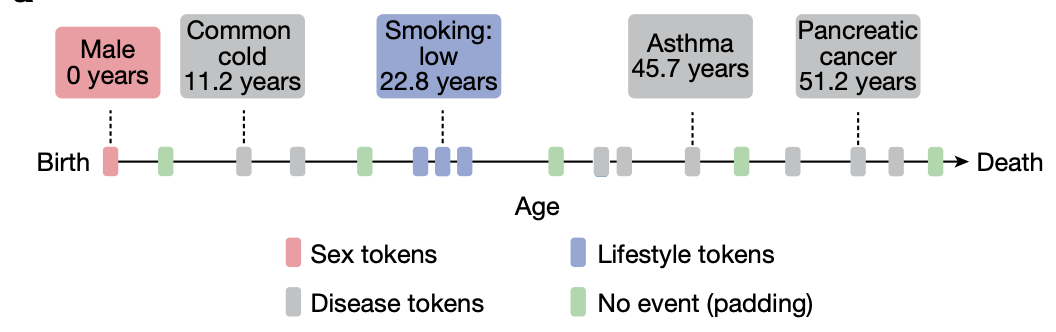 Male
0 years
Common
cold
11.2 years
Smoking:
low
22.8 years
Asthma
45.7 years
Pancreatic
cancer
51.2 years
Birth
Death
Age
Sex tokens
Lifestyle tokens
Disease tokens
No event (padding)